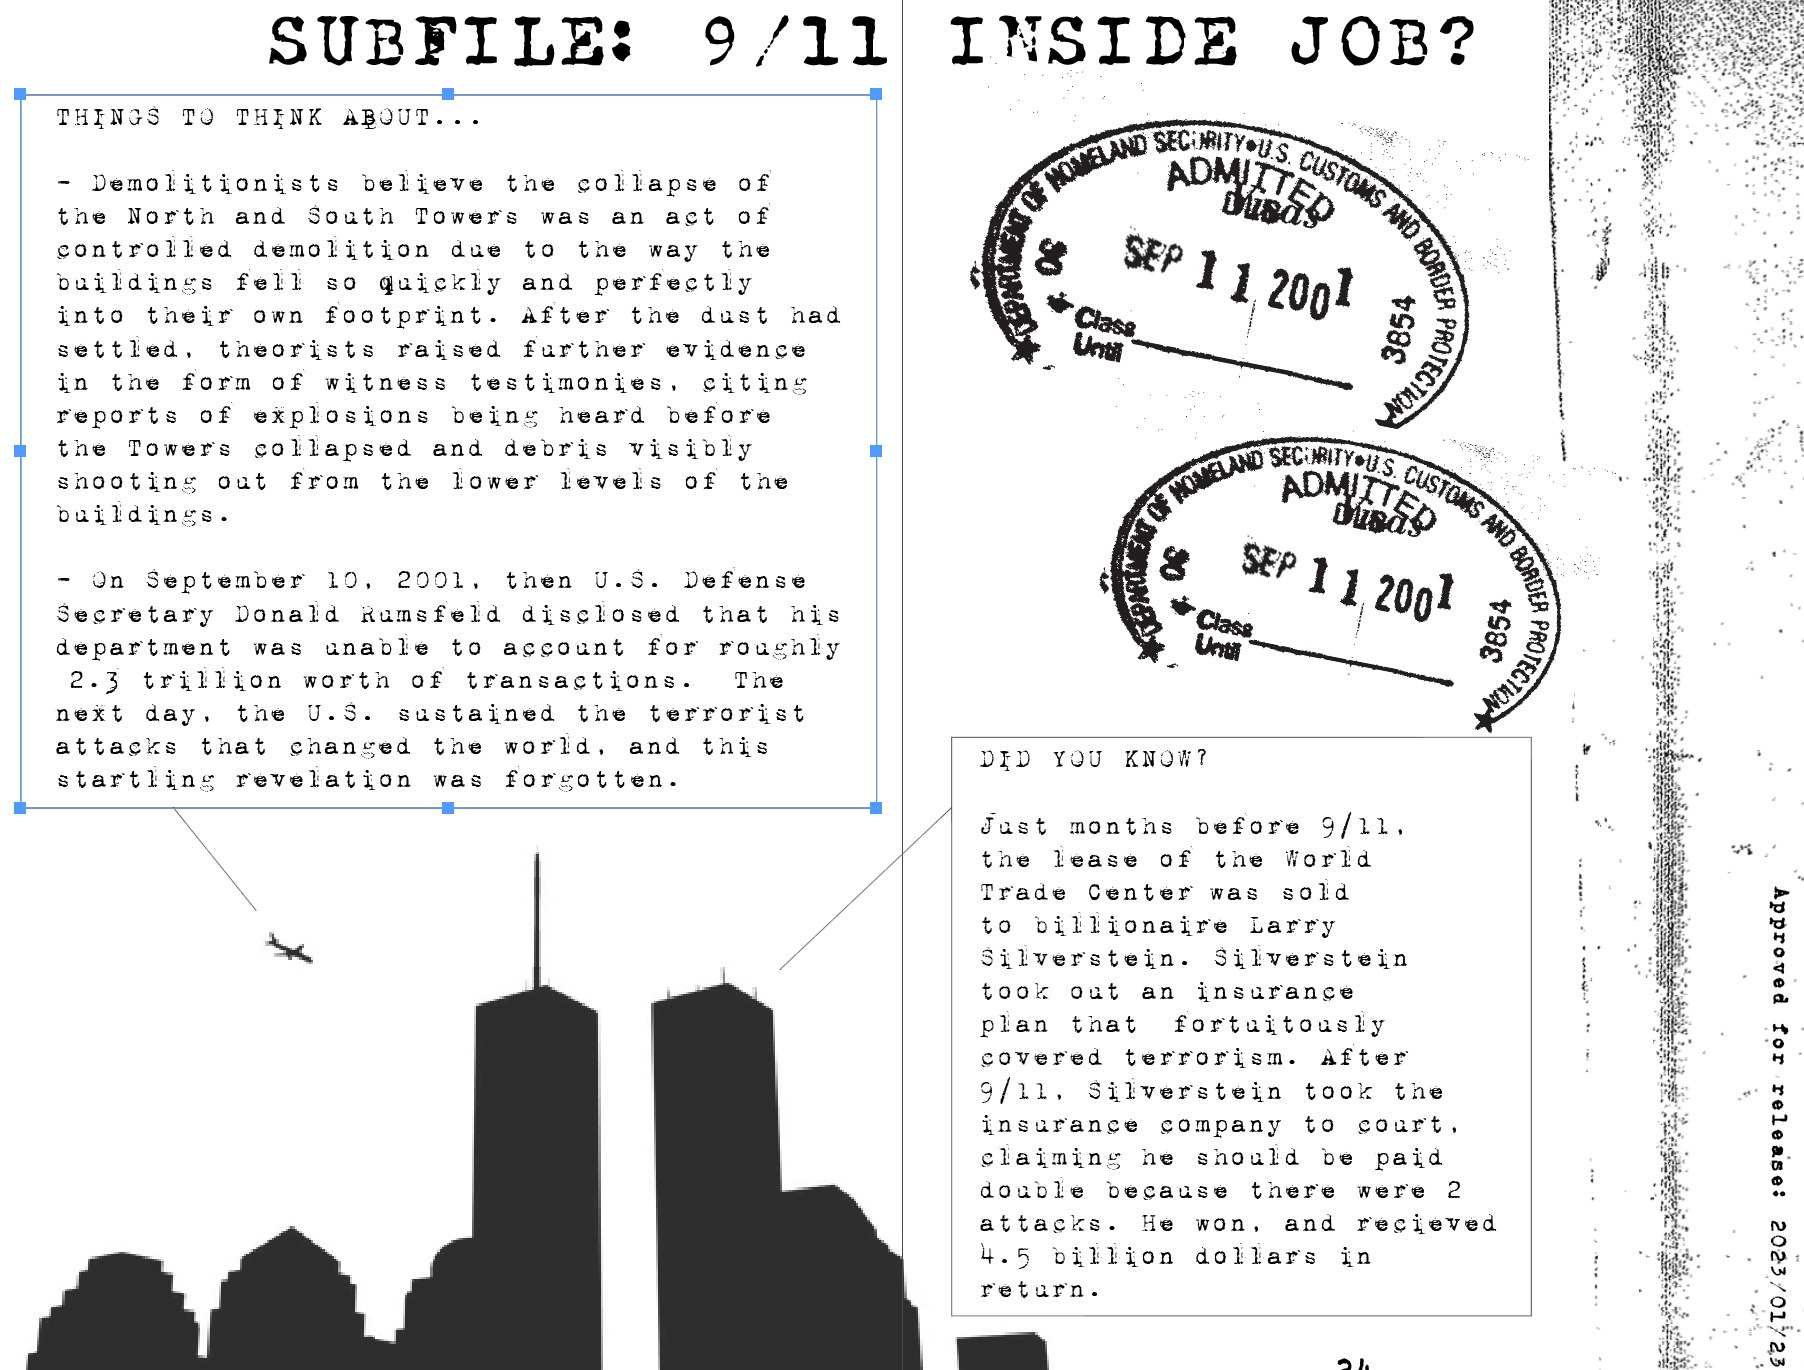 SUBFILE: 9/11 INSIDE JOB?
THINGS TO THINK ABOUT...
- Demolitionists believe the collapse of
the North and South Towers was an act of
controlled demolition due to the way the
buildings fell so quickly and perfectly
into their own footprint. After the dust had
settled, theorists raised further evidence
in the form of witness testimonies, citing
reports of explosions being heard before
the Towers collapsed and debris visibly
shooting out from the lower levels of the
buildings.
- On September 10, 2001, then U.S. Defense
Secretary Donald Rumsfeld disclosed that his
department was unable to account for roughly
2.3 trillion worth of transactions. The
next day, the U.S. sustained the terrorist
attacks that changed the world, and this
startling revelation was forgotten.
DEPARTMENT OF HOMELAND SECURITY•U.S. CUSTOMS AND BORDER PROTECTION
ADMITTED
SEP 11 2001
Class
Until
3854
DEPARTMENT OF HOMELAND SECURITY•U.S. CUSTOMS AND BORDER PROTECTION
ADMITTED
SEP 11 2001
Class
Until
3854
DID YOU KNOW?
Just months before 9/11,
the lease of the World
Trade Center was sold
to billionaire Larry
Silverstein. Silverstein
took out an insurance
plan that fortuitously
covered terrorism. After
9/11, Silverstein took the
insurance company to court,
claiming he should be paid
double because there were 2
attacks. He won, and recieved
4.5 billion dollars in
return.
Approved for release: 2023/01/23